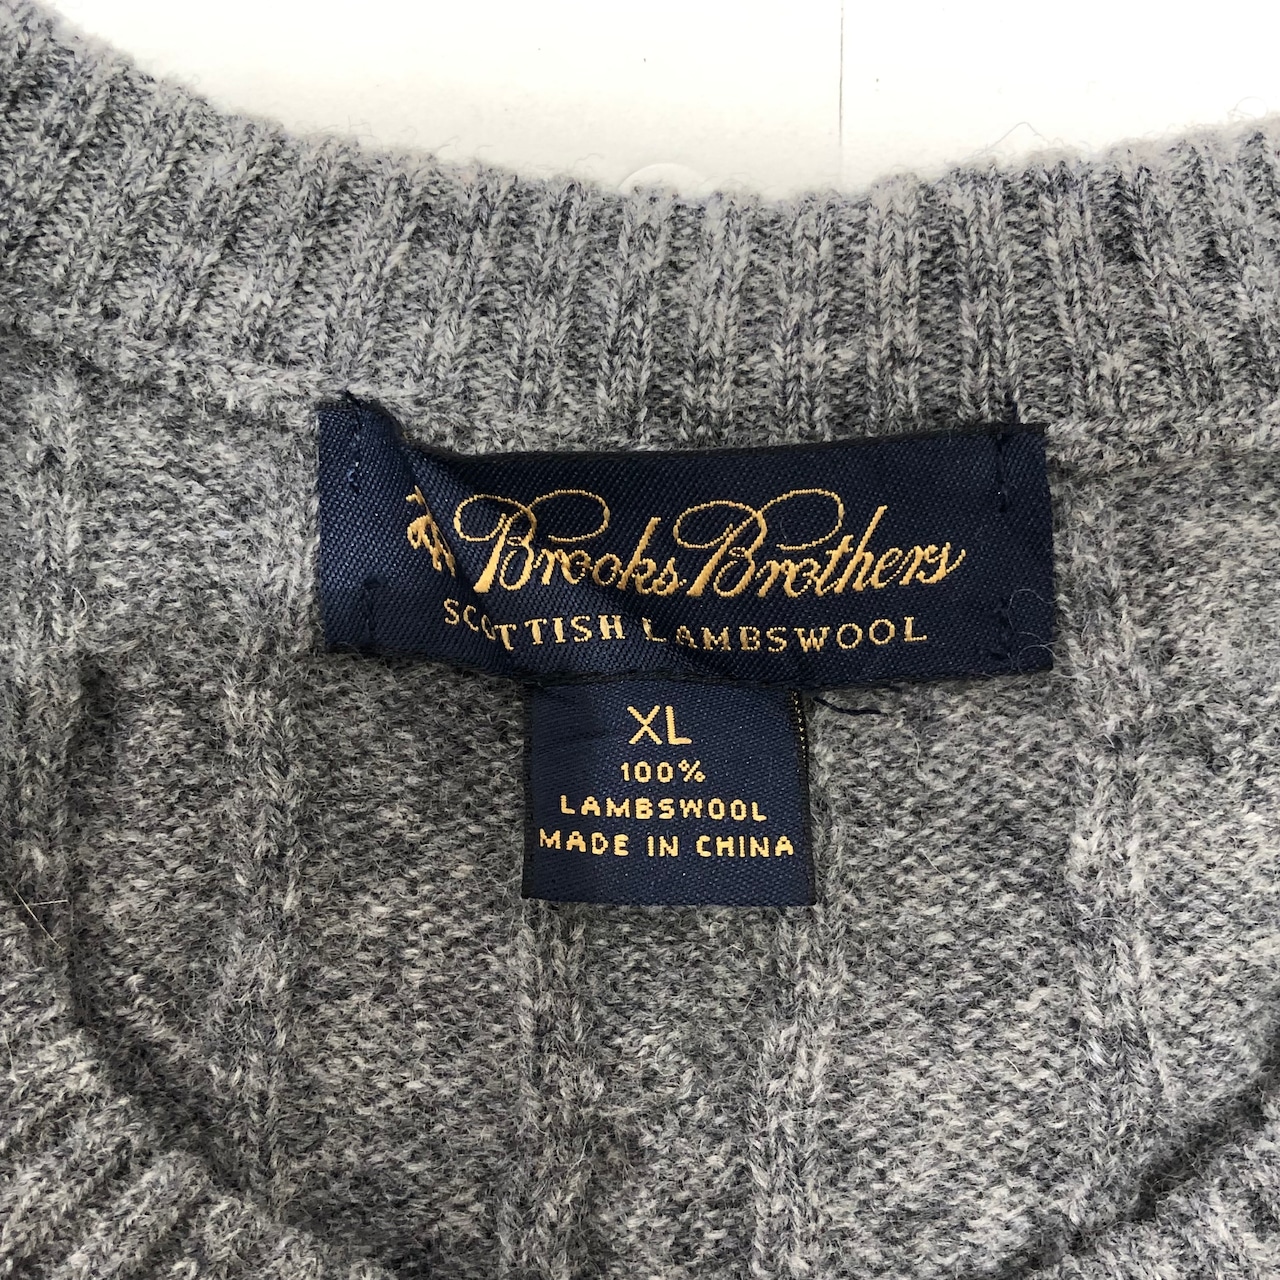 Brooks Brothers
SCOTTISH LAMBSWOOL
XL
100%
LAMBSWOOL
MADE IN CHINA